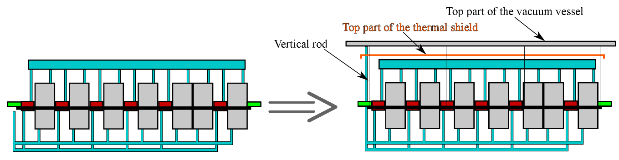 Top part of the vacuum vessel
Top part of the thermal shield
Vertical rod